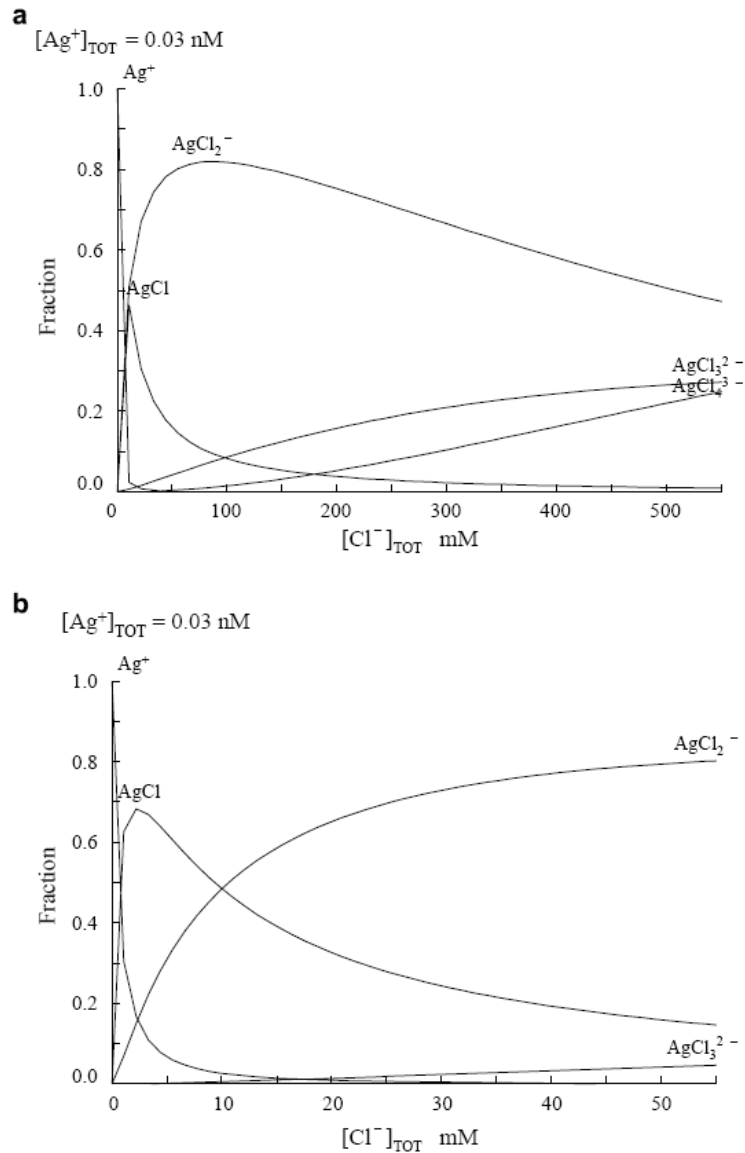 a
[Ag⁺]TOT = 0.03 nM
Ag⁺
1.0
AgCl₂⁻
0.8
0.6
AgCl
Fraction
0.4
AgCl₃²⁻
AgCl₄³⁻
0.2
0.0
0 100 200 300 400 500
[Cl⁻]TOT mM
b
[Ag⁺]TOT = 0.03 nM
Ag⁺
1.0
AgCl₂⁻
0.8
AgCl
0.6
Fraction
0.4
0.2
AgCl₃²⁻
0.0
0 10 20 30 40 50
[Cl⁻]TOT mM